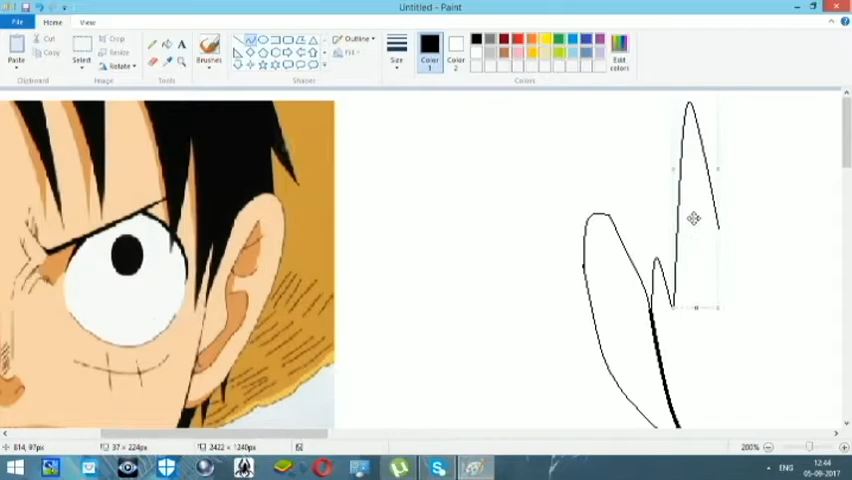 Untitled - Paint
File
Home
View
Paste
Cut
Copy
Clipboard
Select
Crop
Resize
Rotate
Image
Tools
Brushes
Outline
Fill
Shapes
Size
Color 1
Color 2
Edit colors
Colors
814, 97px
37 × 224px
2422 × 1240px
200%
ENG
12:44
05-09-2017